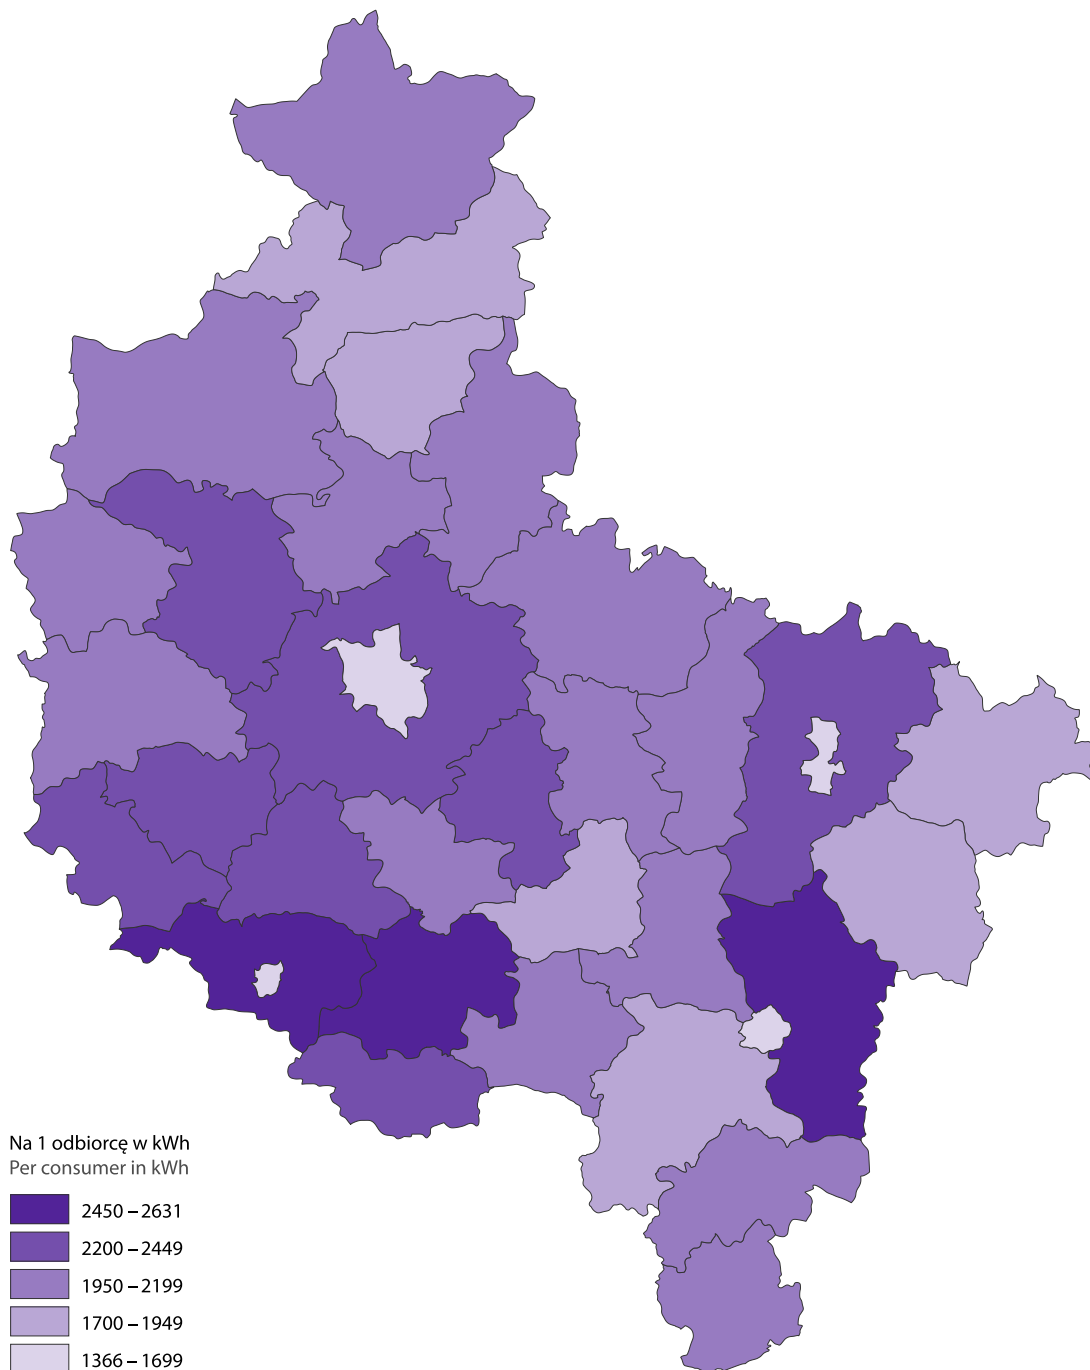 Na 1 odbiorcę w kWh
Per consumer in kWh
2450 – 2631
2200 – 2449
1950 – 2199
1700 – 1949
1366 – 1699